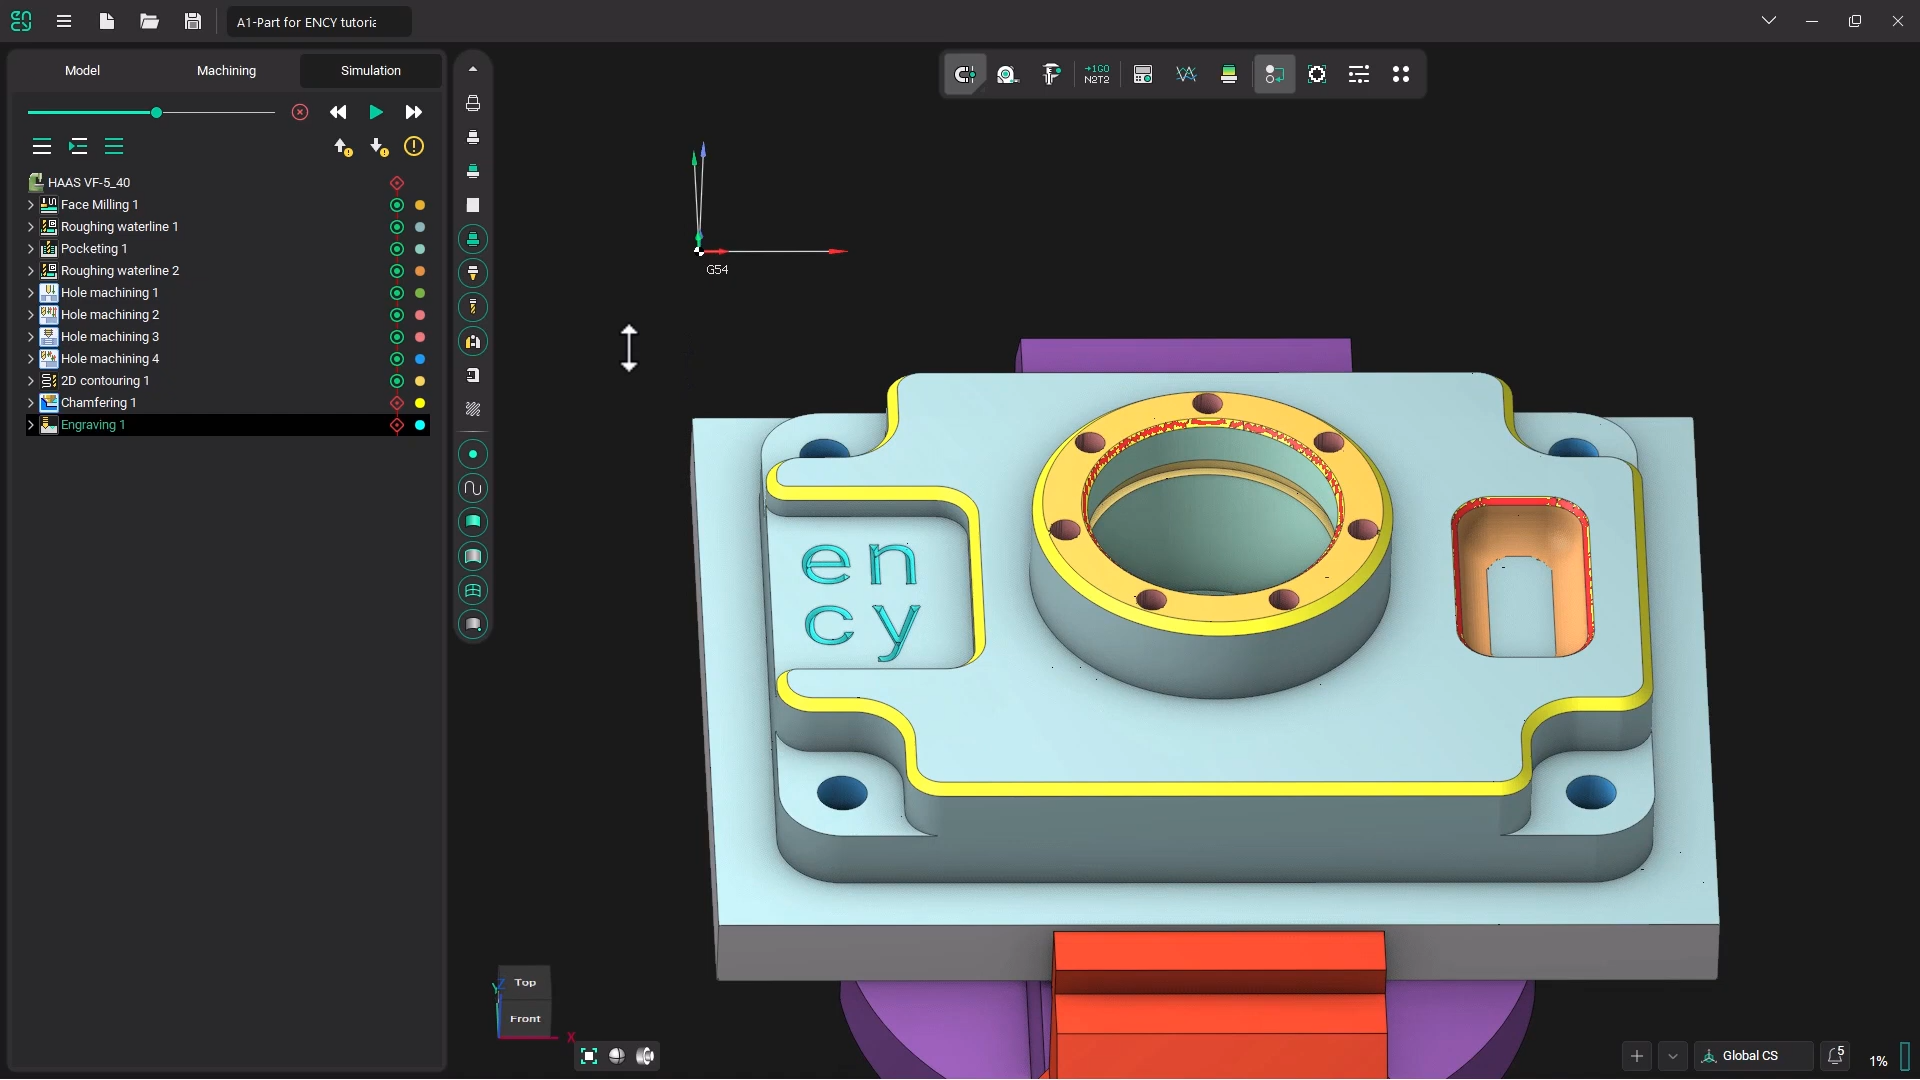 A1-Part for ENCY tutoria
Model
Machining
Simulation
→1G0
N2T2
HAAS VF-5_40
Face Milling 1
Roughing waterline 1
Pocketing 1
Roughing waterline 2
Hole machining 1
Hole machining 2
Hole machining 3
Hole machining 4
2D contouring 1
Chamfering 1
Engraving 1
G54
en
cy
Top
Front
Y
Z
X
Global CS
5
1%